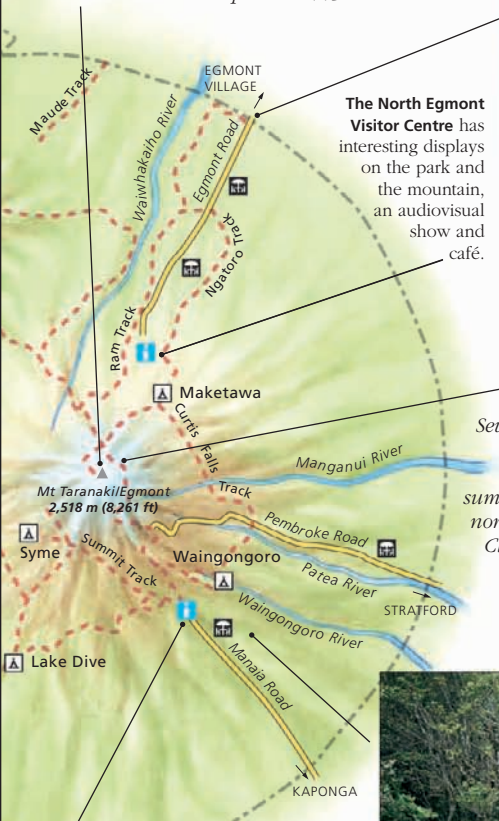 EGMONT
VILLAGE
Maude Track
Waiwhakaiho River
Egmont Road
The North Egmont
Visitor Centre has
interesting displays
on the park and
the mountain,
an audiovisual
show and
café.
Ngatoro Track
Ram Track
Maketawa
Curtis Falls Track
Manganui River
Mt Taranaki/Egmont
2,518 m (8,261 ft)
Pembroke Road
Syme
Summit Track
Waingongoro
Patea River
STRATFORD
Waingongoro River
Lake Dive
Manaia Road
KAPONGA